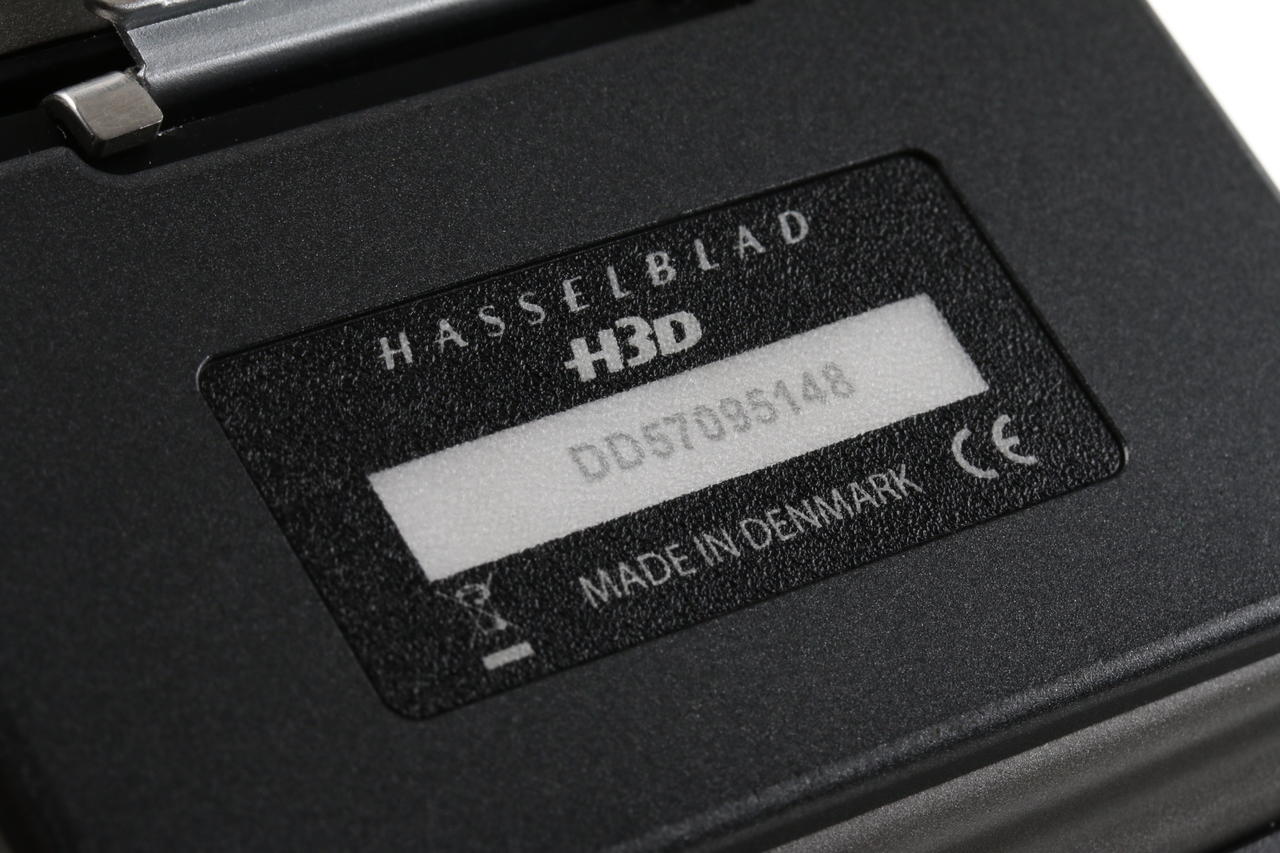 HASSELBLAD
H3D
DD57095148
MADE IN DENMARK
CE